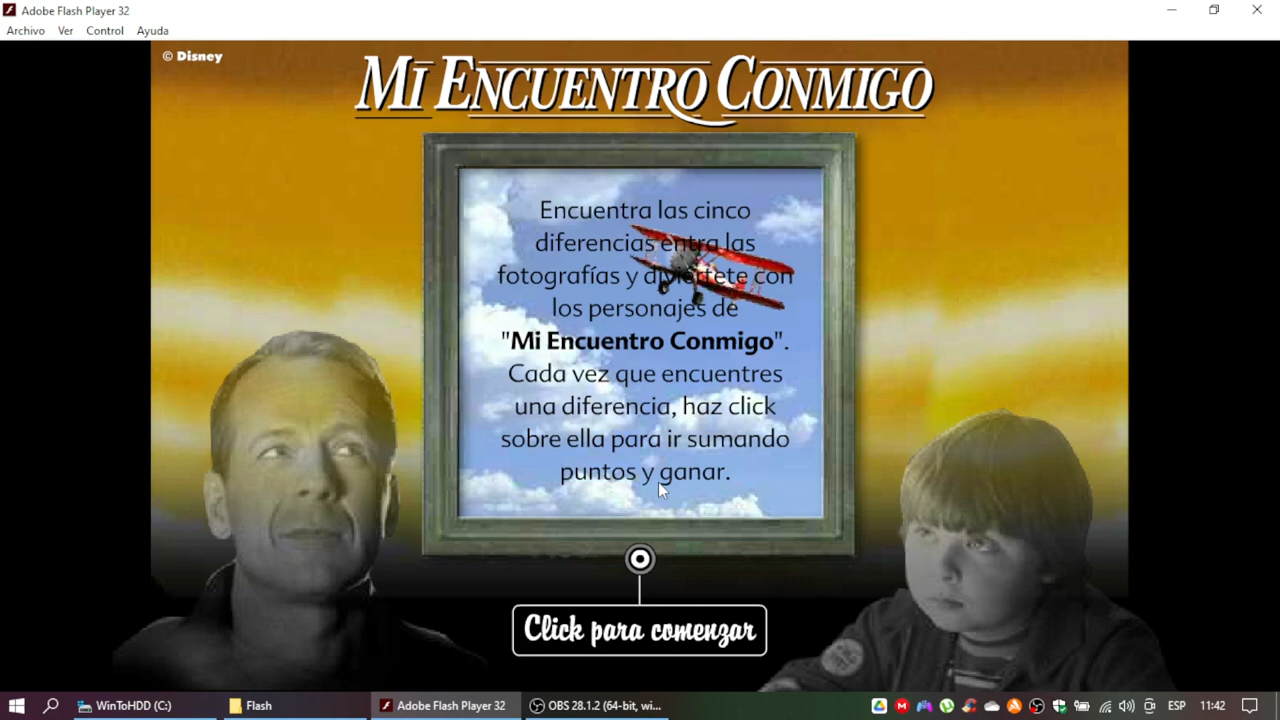 Adobe Flash Player 32
Archivo Ver Control Ayuda
© Disney
MI ENCUENTRO CONMIGO
Encuentra las cinco
diferencias entra las
fotografías y diviértete con
los personajes de
"Mi Encuentro Conmigo".
Cada vez que encuentres
una diferencia, haz click
sobre ella para ir sumando
puntos y ganar.
Click para comenzar
WinToHDD (C:) Flash Adobe Flash Player 32 OBS 28.1.2 (64-bit, wi... ESP 11:42